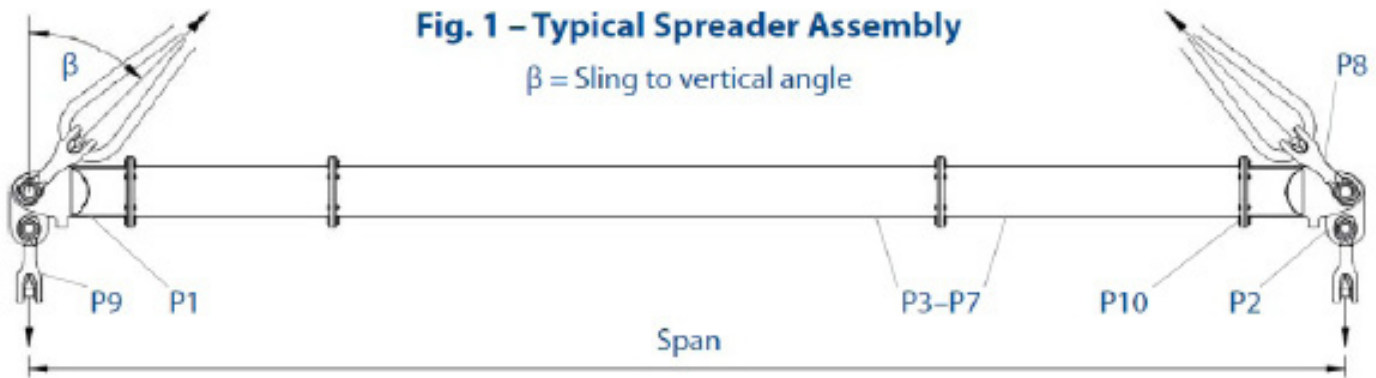 Fig. 1 – Typical Spreader Assembly
β = Sling to vertical angle
β
P8
P9
P1
P3–P7
P10
P2
Span